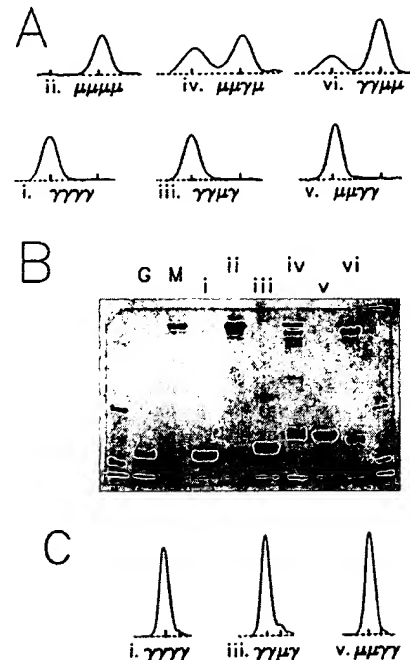 A
ii. μμμμ
iv. μμγμ
vi. γγμμ
i. γγγγ
iii. γγμγ
v. μμγγ
B
G M i ii iii iv v vi
C
i. γγγγ
iii. γγμγ
v. μμγγ